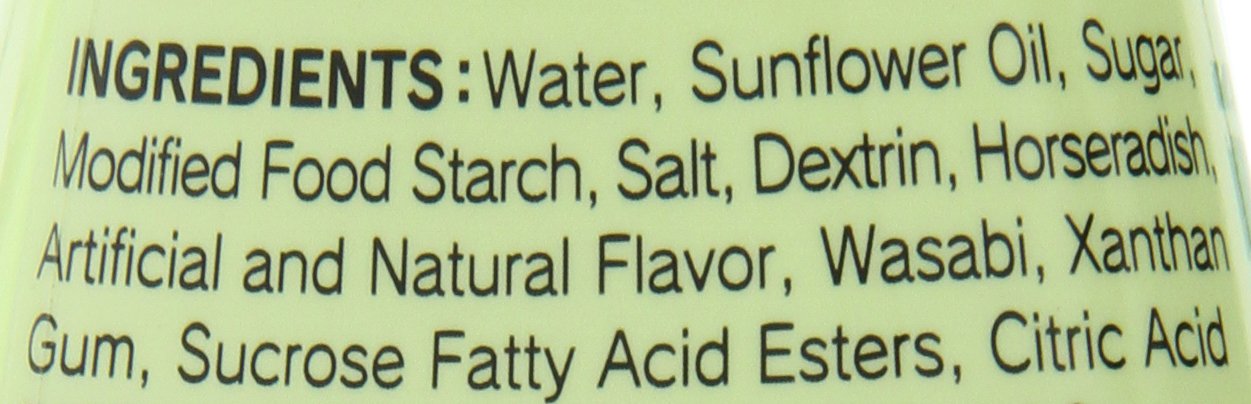 INGREDIENTS: Water, Sunflower Oil, Sugar,
Modified Food Starch, Salt, Dextrin, Horseradish,
Artificial and Natural Flavor, Wasabi, Xanthan
Gum, Sucrose Fatty Acid Esters, Citric Acid